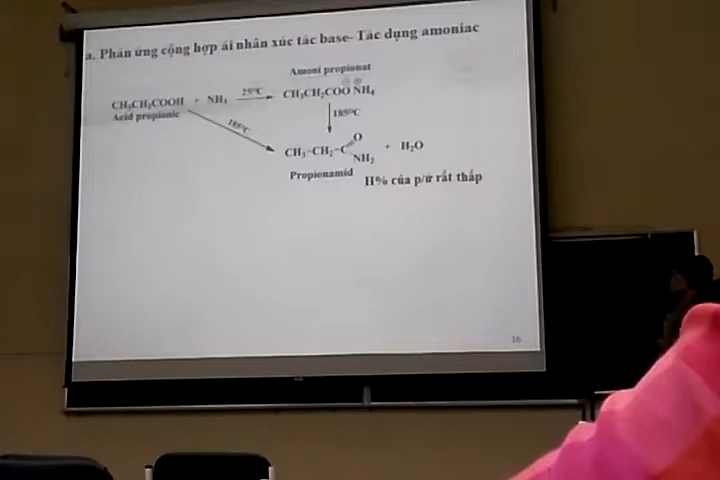 a. Phản ứng cộng hợp ái nhân xúc tác base- Tác dụng amoniac
Amoni propionat
CH₃CH₂COOH + NH₃ 25°C CH₃CH₂COO NH₄
Acid propionic
185°C
185°C
CH₃-CH₂-C O NH₂ + H₂O
Propionamid
H% của p/ứ rất thấp
16